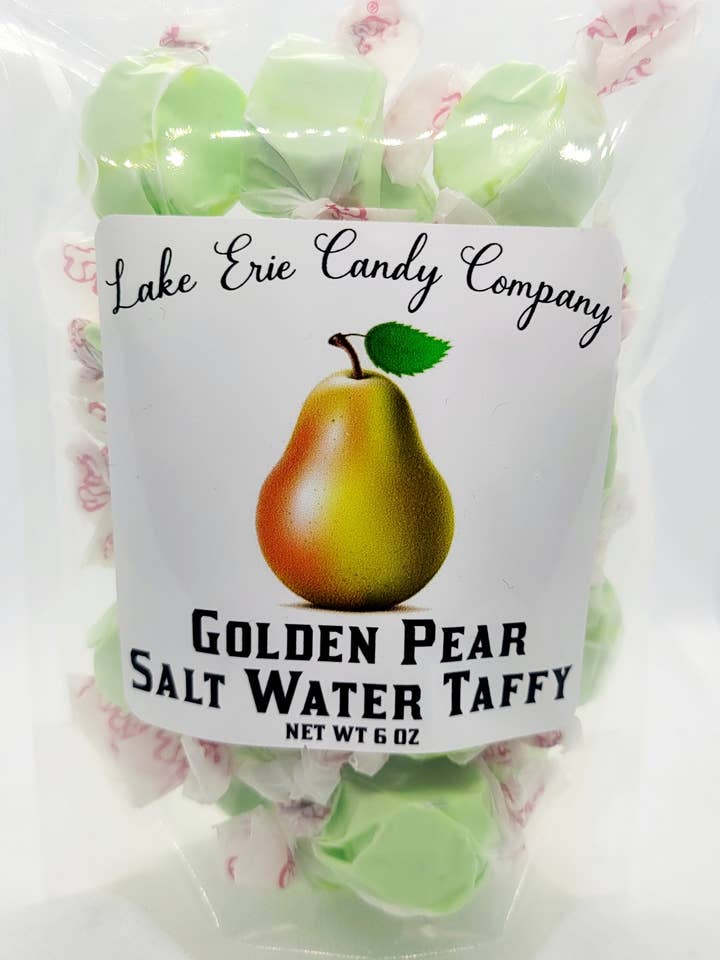 Lake Erie Candy Company
Golden Pear
Salt Water Taffy
NET WT 6 OZ